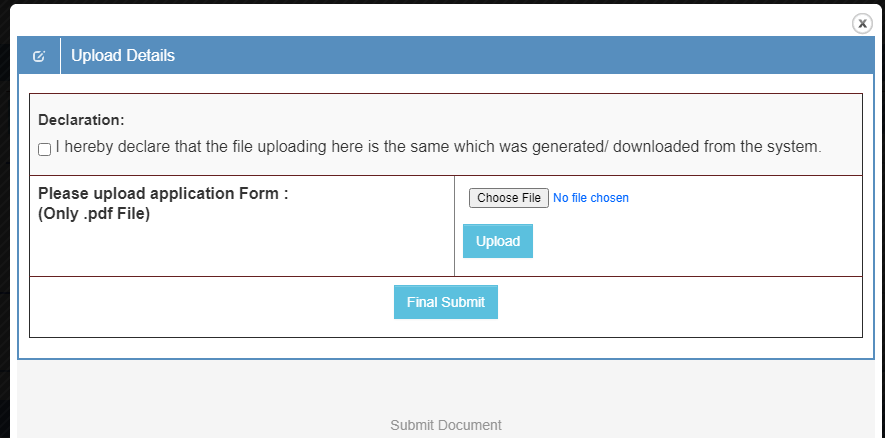 x
Upload Details
Declaration:
I hereby declare that the file uploading here is the same which was generated/ downloaded from the system.
Please upload application Form :
(Only .pdf File)
Choose File No file chosen
Upload
Final Submit
Submit Document